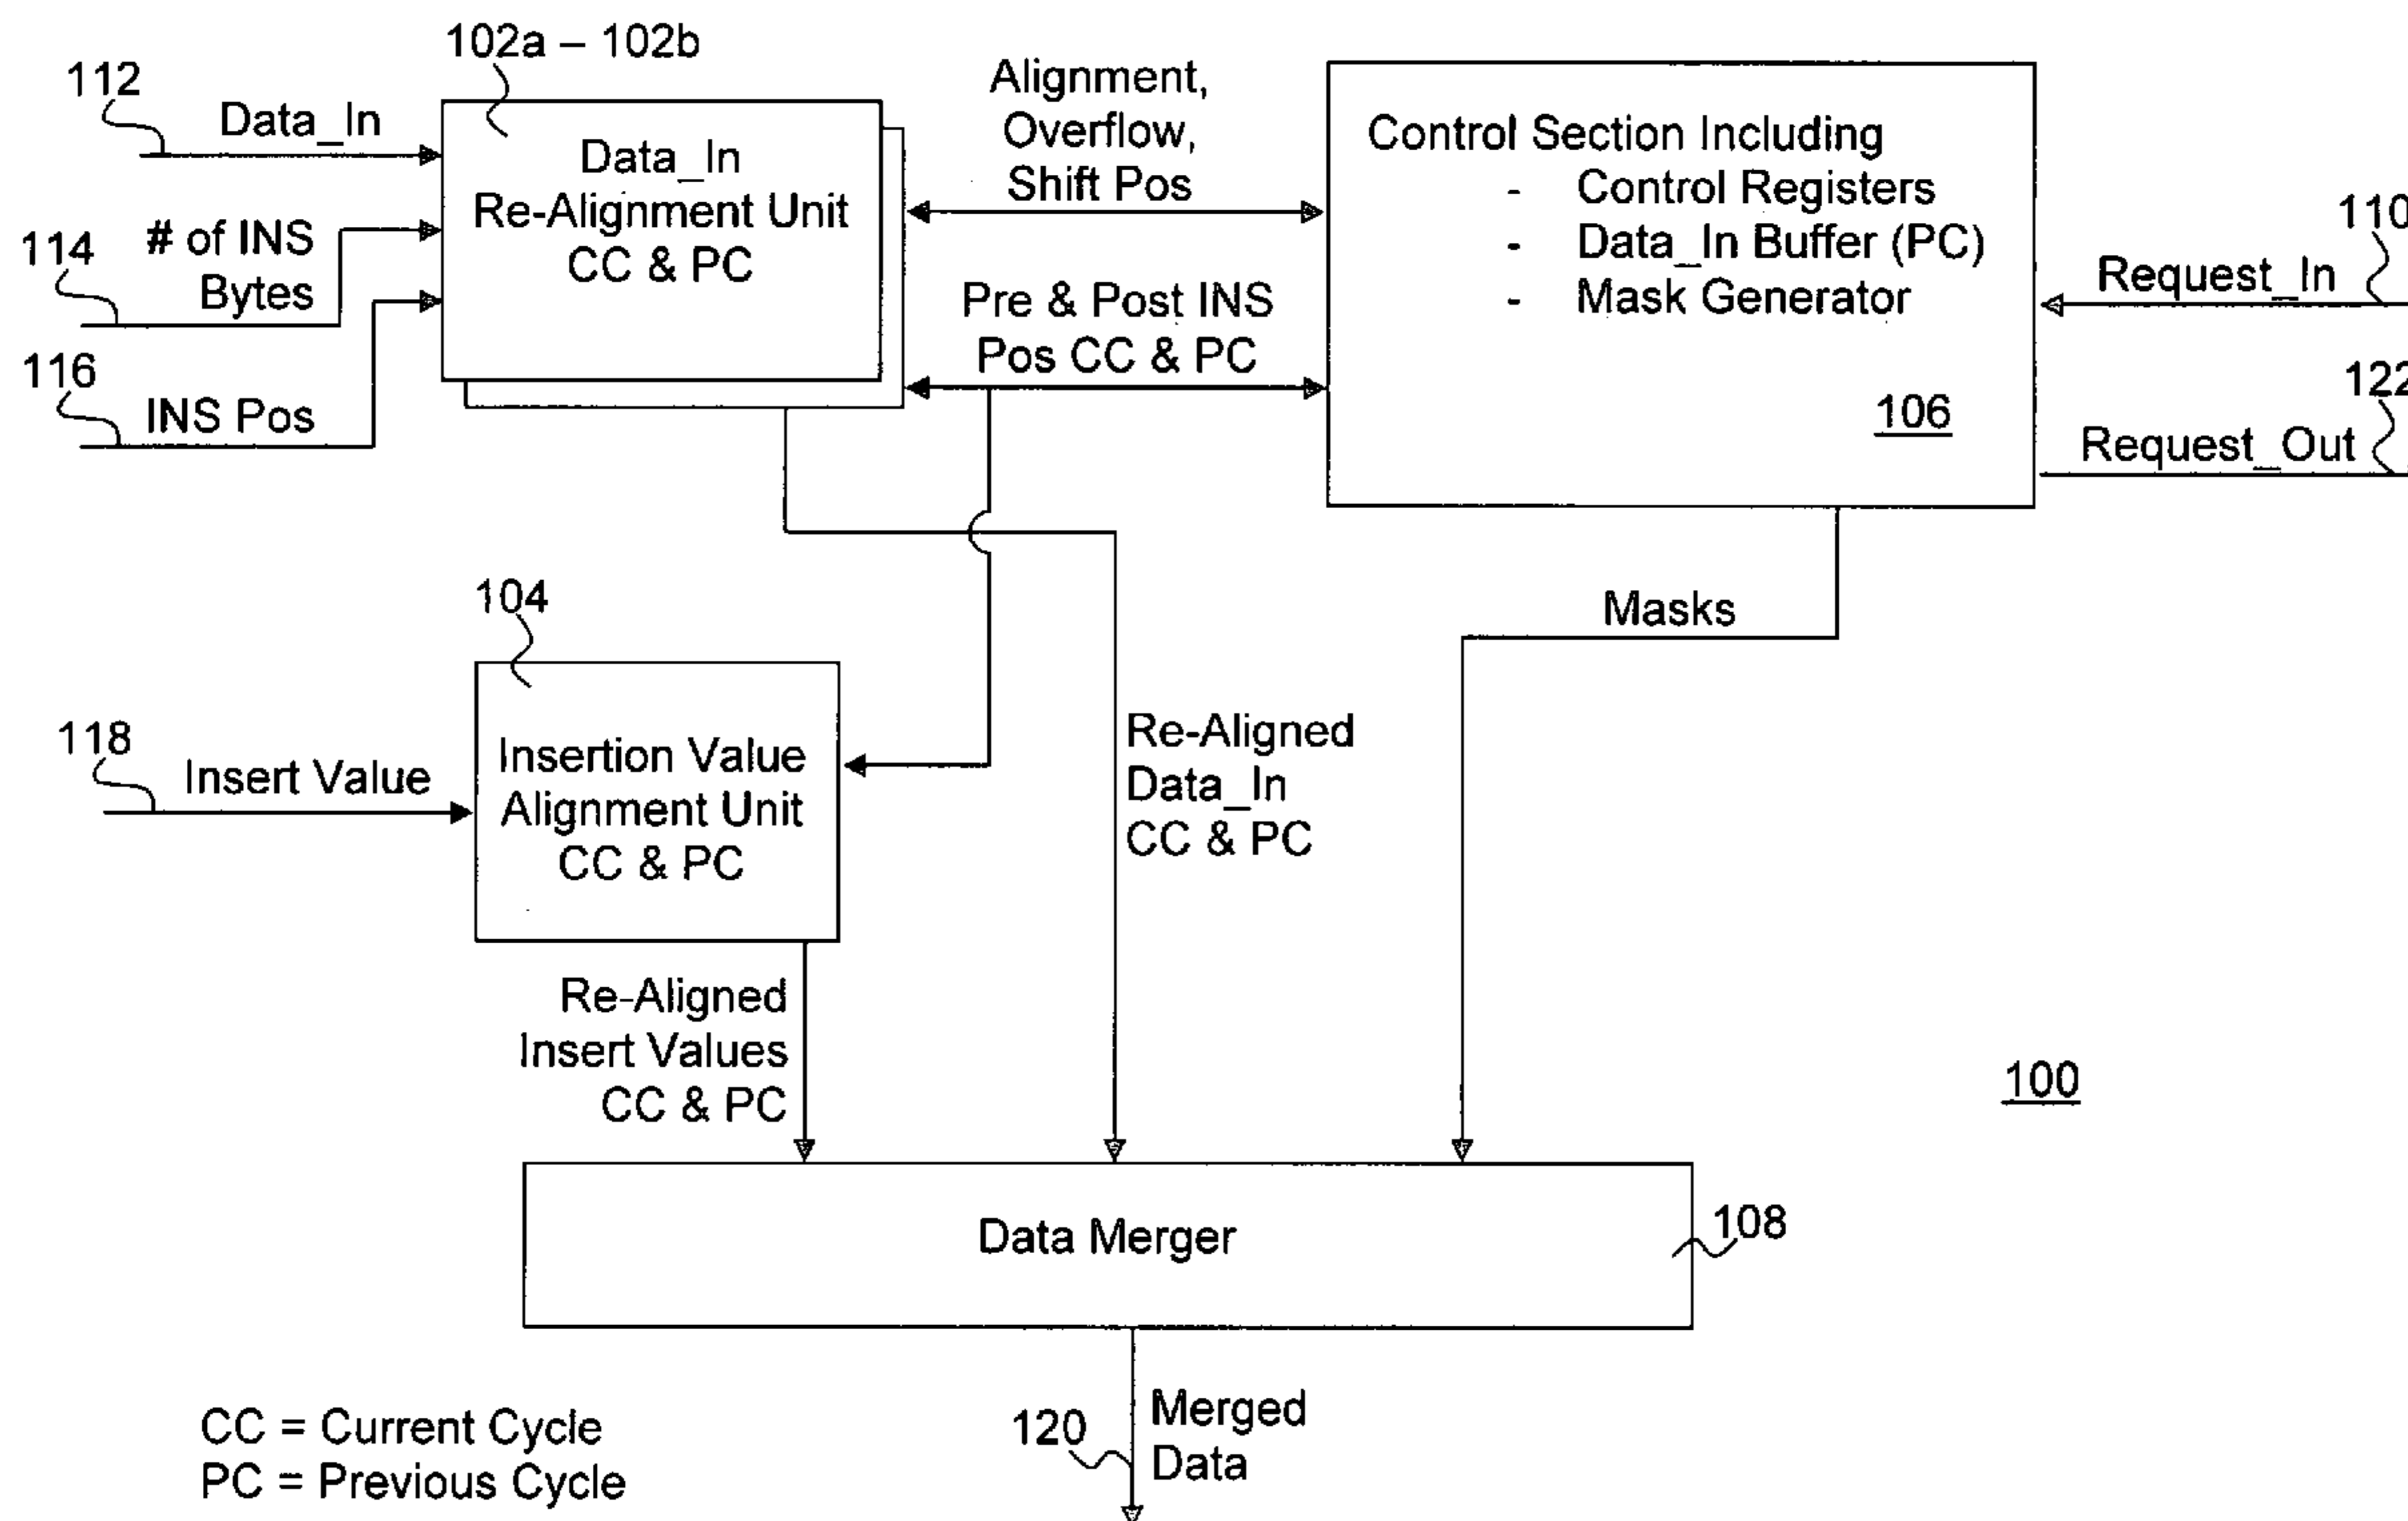 102a – 102b
112
Data_In
114
# of INS
Bytes
116
INS Pos
Data_In
Re-Alignment Unit
CC & PC
Alignment,
Overflow,
Shift Pos
Pre & Post INS
Pos CC & PC
Control Section Including
- Control Registers
- Data_In Buffer (PC)
- Mask Generator
106
110
Request_In
122
Request_Out
104
118
Insert Value
Insertion Value
Alignment Unit
CC & PC
Masks
Re-Aligned
Data_In
CC & PC
Re-Aligned
Insert Values
CC & PC
100
Data Merger
108
120
Merged
Data
CC = Current Cycle
PC = Previous Cycle